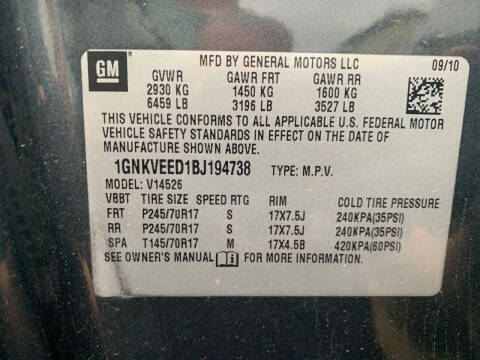 GM
MFD BY GENERAL MOTORS LLC
09/10
GVWR GAWR FRT GAWR RR
2930 KG 1450 KG 1600 KG
6459 LB 3196 LB 3527 LB
THIS VEHICLE CONFORMS TO ALL APPLICABLE U.S. FEDERAL MOTOR
VEHICLE SAFETY STANDARDS IN EFFECT ON THE DATE OF
MANUFACTURE SHOWN ABOVE.
1GNKVEED1BJ194738 TYPE: M.P.V.
MODEL: V14526
VBBT TIRE SIZE SPEED RTG RIM COLD TIRE PRESSURE
FRT P245/70R17 S 17X7.5J 240KPA(35PSI)
RR P245/70R17 S 17X7.5J 240KPA(35PSI)
SPA T145/70R17 M 17X4.5B 420KPA(60PSI)
SEE OWNER'S MANUAL FOR MORE INFORMATION.